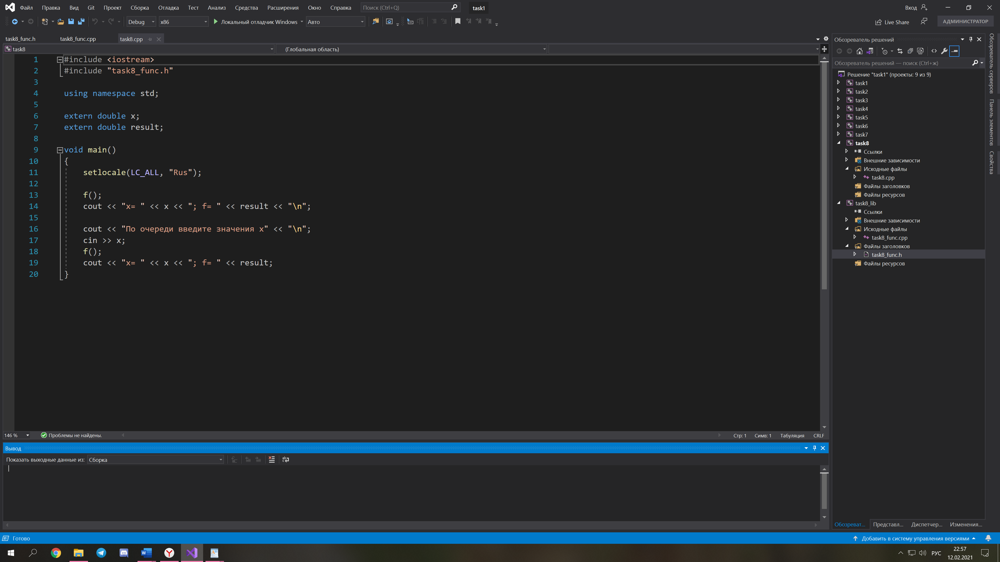 Файл Правка Вид Git Проект Сборка Отладка Тест Анализ Средства Расширения Окно Справка Поиск (Ctrl+Q) task1 Вход
Debug x86 Локальный отладчик Windows Авто Live Share АДМИНИСТРАТОР
task8_func.h task8_func.cpp task8.cpp
task8 (Глобальная область)
1 #include <iostream>
2 #include "task8_func.h"
3
4 using namespace std;
5
6 extern double x;
7 extern double result;
8
9 void main()
10 {
11 setlocale(LC_ALL, "Rus");
12
13 f();
14 cout << "x= " << x << "; f= " << result << "\n";
15
16 cout << "По очереди введите значения x" << "\n";
17 cin >> x;
18 f();
19 cout << "x= " << x << "; f= " << result;
20 }
146 % Проблемы не найдены. Стр: 1 Симв: 1 Табуляция CRLF
Вывод
Показать выходные данные из: Сборка
Обозреватель решений
Обозреватель решений — поиск (Ctrl+ж)
Решение "task1" (проекты: 9 из 9)
task1
task2
task3
task4
task5
task6
task7
task8
Ссылки
Внешние зависимости
Исходные файлы
task8.cpp
Файлы заголовков
Файлы ресурсов
task8_lib
Ссылки
Внешние зависимости
Исходные файлы
task8_func.cpp
Файлы заголовков
task8_func.h
Файлы ресурсов
Обозреват... Представл... Диспетчер... Изменения...
Обозреватель серверов
Панель элементов
Свойства
Готово Добавить в систему управления версиями
РУС
22:57
12.02.2021